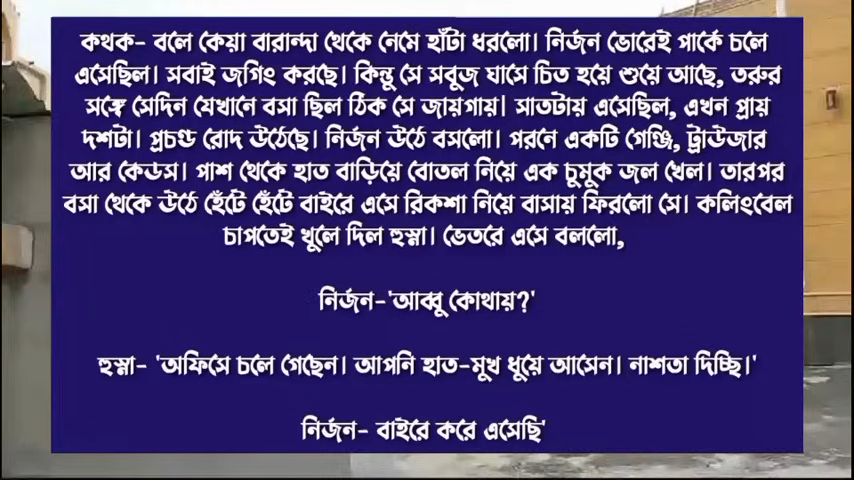 কথক- বলে কেয়া বারান্দা থেকে নেমে হাঁটা ধরলো। নির্জন ভোরেই পার্কে চলে
এসেছিল। সবাই জগিং করছে। কিন্তু সে সবুজ ঘাসে চিত হয়ে শুয়ে আছে, তরুর
সঙ্গে সেদিন যেখানে বসা ছিল ঠিক সে জায়গায়। সাতটায় এসেছিল, এখন প্রায়
দশটা। প্রচণ্ড রোদ উঠেছে। নির্জন উঠে বসলো। পরনে একটি গেঞ্জি, ট্রাউজার
আর কেডস। পাশ থেকে হাত বাড়িয়ে বোতল নিয়ে এক চুমুক জল খেল। তারপর
বসা থেকে উঠে হেঁটে হেঁটে বাইরে এসে রিকশা নিয়ে বাসায় ফিরলো সে। কলিংবেল
চাপতেই খুলে দিল হুস্না। ভেতরে এসে বললো,
নির্জন-'আব্বু কোথায়?'
হুস্না- 'অফিসে চলে গেছেন। আপনি হাত-মুখ ধুয়ে আসেন। নাশতা দিচ্ছি।'
নির্জন- বাইরে করে এসেছি'